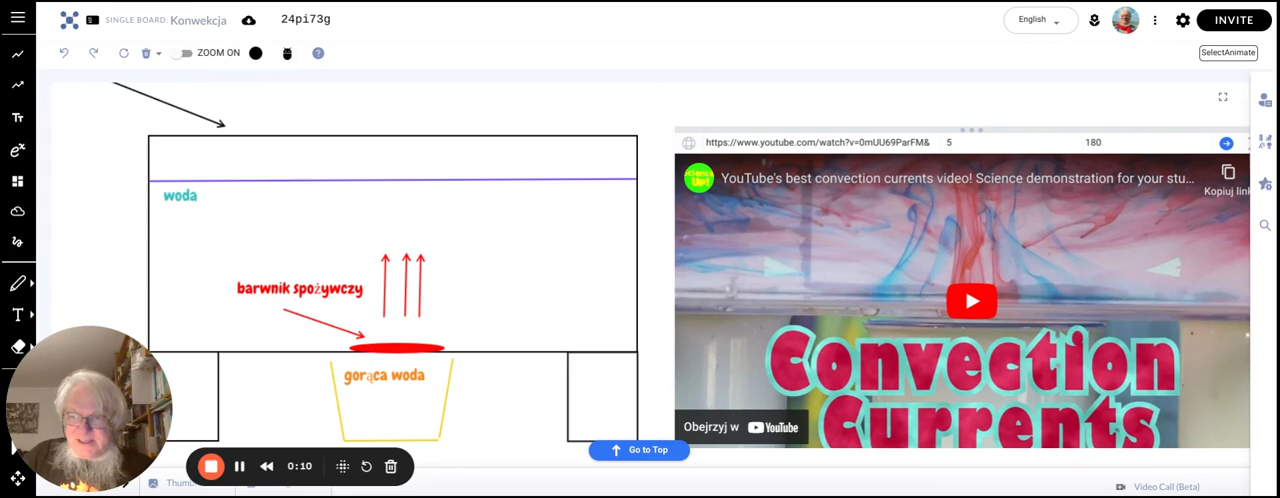 SINGLE BOARD: Konwekcja
24pi73g
English
INVITE
ZOOM ON
SelectAnimate
https://www.youtube.com/watch?v=0mUU69ParFM&
5
180
YouTube's best convection currents video! Science demonstration for your stu...
Kopiuj link
woda
barwnik spożywczy
gorąca woda
Convection
Currents
Obejrzyj w YouTube
Go to Top
0:10
Thumb
Video Call (Beta)